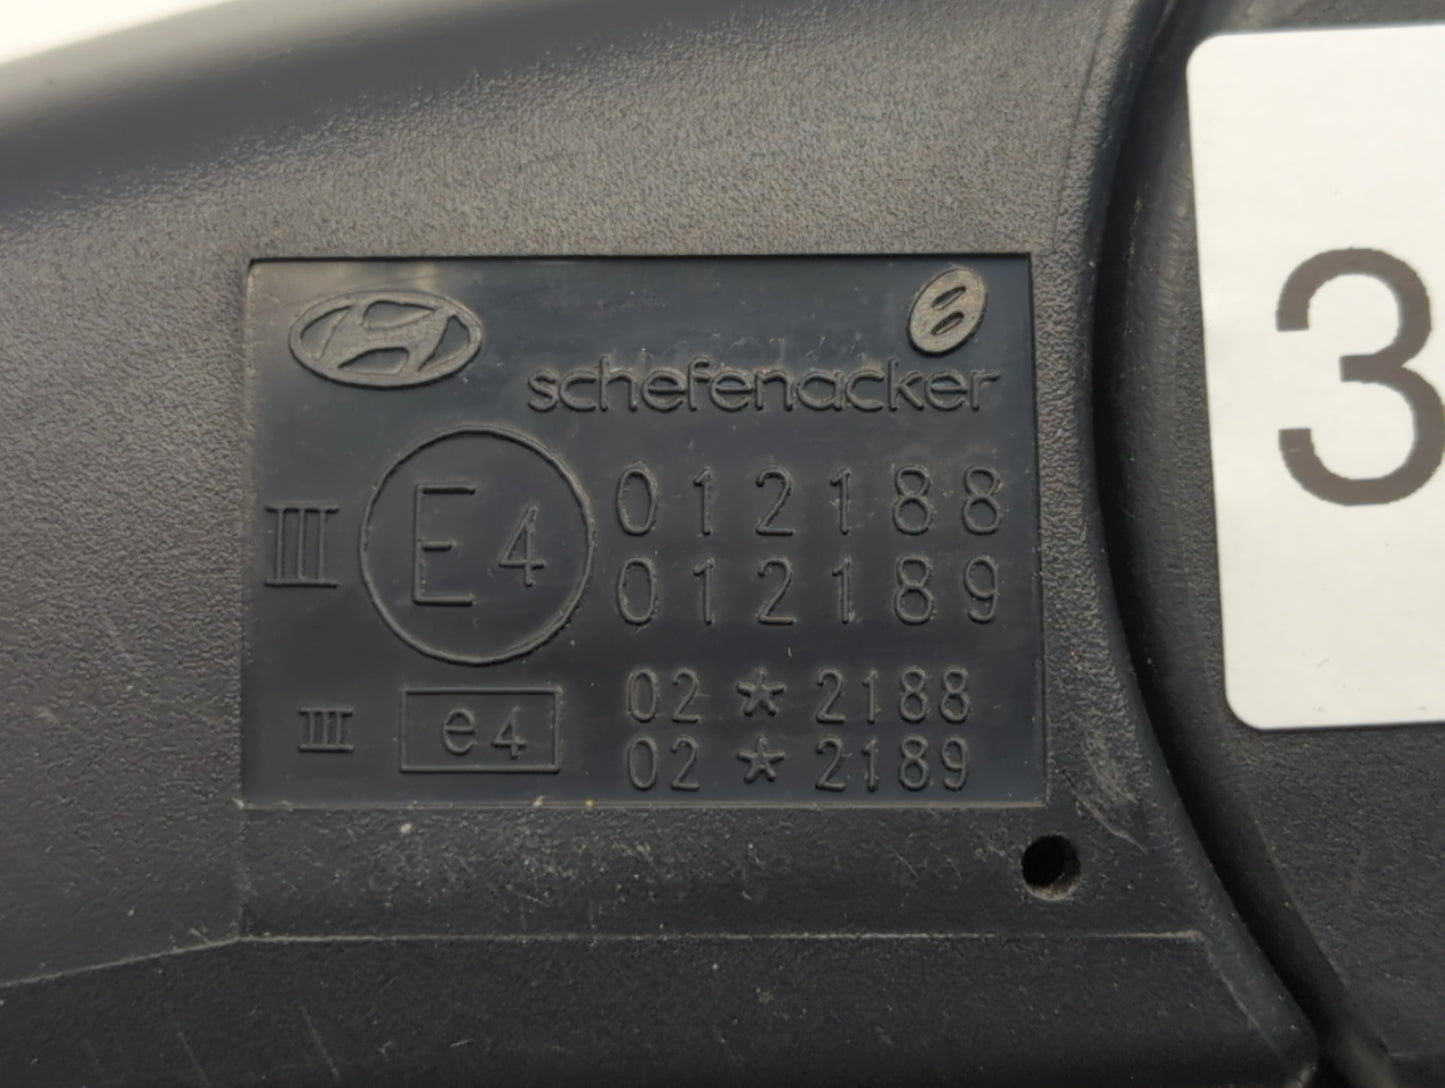 schefenacker
III E4 012188
012189
III e4 02*2188
02*2189
3